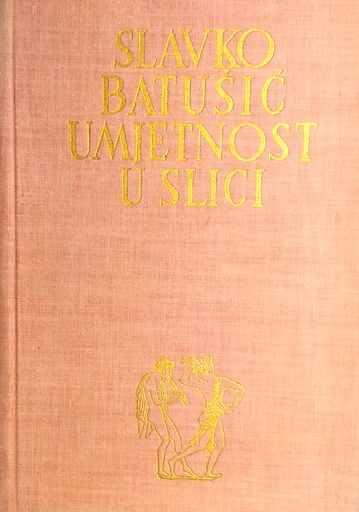 SLAVKO
BATUŠIĆ
UMJETNOST
U SLICI